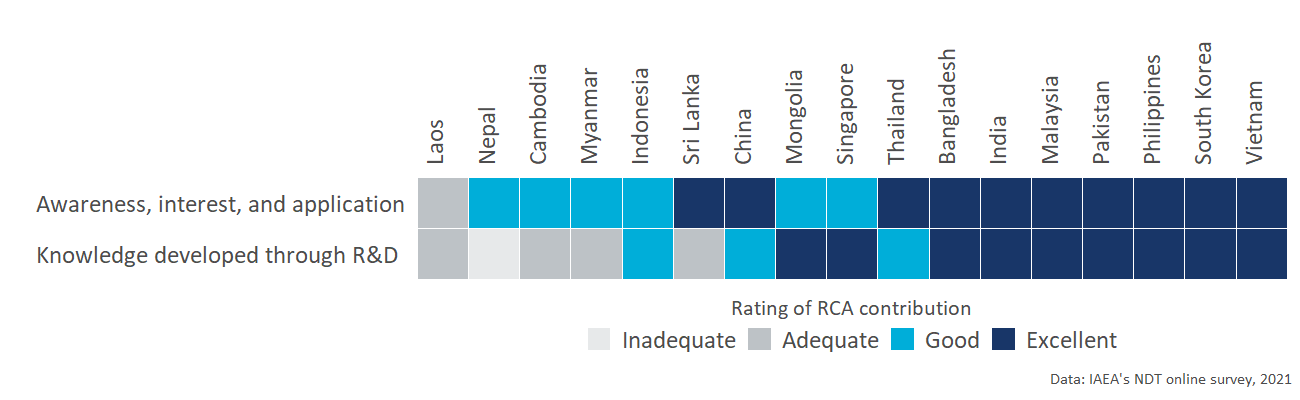 Laos
Nepal
Cambodia
Myanmar
Indonesia
Sri Lanka
China
Mongolia
Singapore
Thailand
Bangladesh
India
Malaysia
Pakistan
Philippines
South Korea
Vietnam
Awareness, interest, and application
Knowledge developed through R&D
Rating of RCA contribution
Inadequate Adequate Good Excellent
Data: IAEA's NDT online survey, 2021